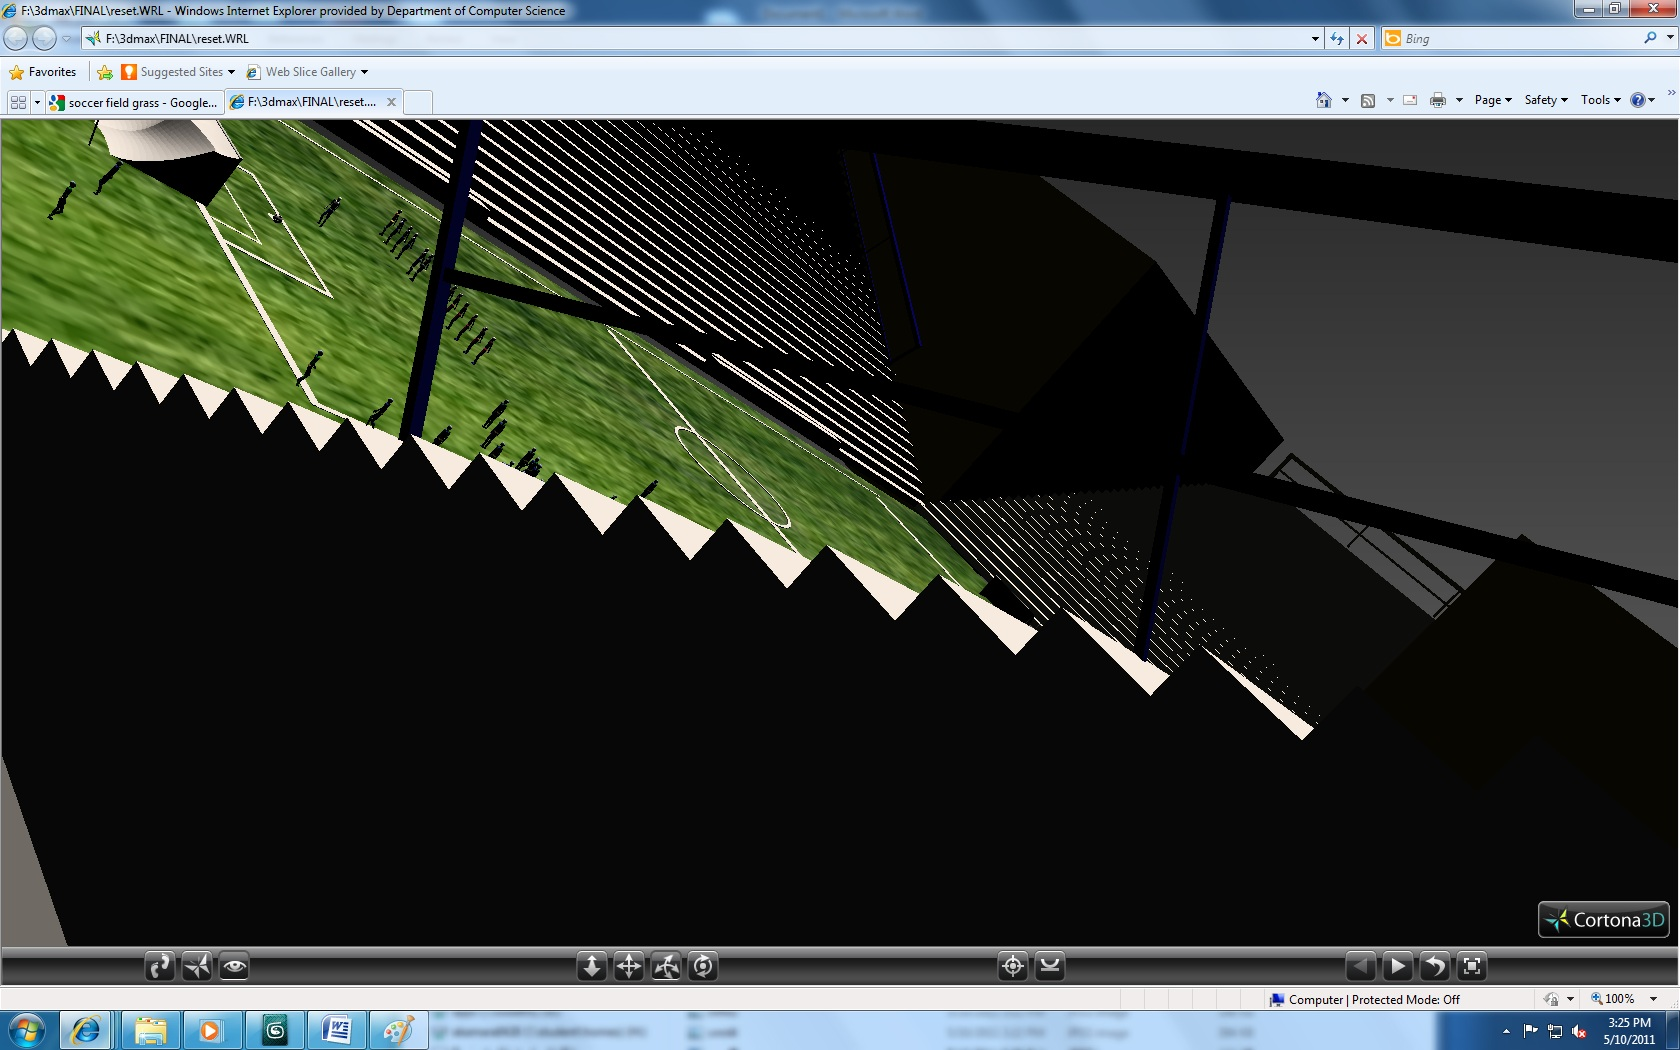 F:\3dmax\FINAL\reset.WRL - Windows Internet Explorer provided by Department of Computer Science
F:\3dmax\FINAL\reset.WRL
Bing
Favorites
Suggested Sites
Web Slice Gallery
soccer field grass - Google...
F:\3dmax\FINAL\reset....
Page
Safety
Tools
Cortona3D
Computer | Protected Mode: Off
100%
3:25 PM
5/10/2011